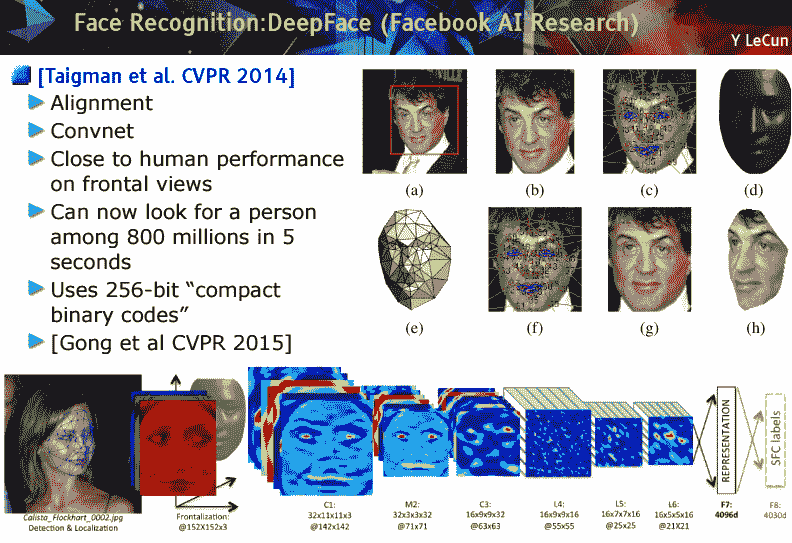 Face Recognition:DeepFace (Facebook AI Research)
Y LeCun
[Taigman et al. CVPR 2014]
Alignment
Convnet
Close to human performance
on frontal views
Can now look for a person
among 800 millions in 5
seconds
Uses 256-bit “compact
binary codes”
[Gong et al CVPR 2015]
(a)
(b)
(c)
(d)
(e)
(f)
(g)
(h)
REPRESENTATION
SFC labels
Calista_Flockhart_0002.jpg
Detection & Localization
Frontalization:
@152X152x3
C1:
32x11x11x3
@142x142
M2:
32x3x3x32
@71x71
C3:
16x9x9x32
@63x63
L4:
16x9x9x16
@55x55
L5:
16x7x7x16
@25x25
L6:
16x5x5x16
@21X21
F7:
4096d
F8:
4030d